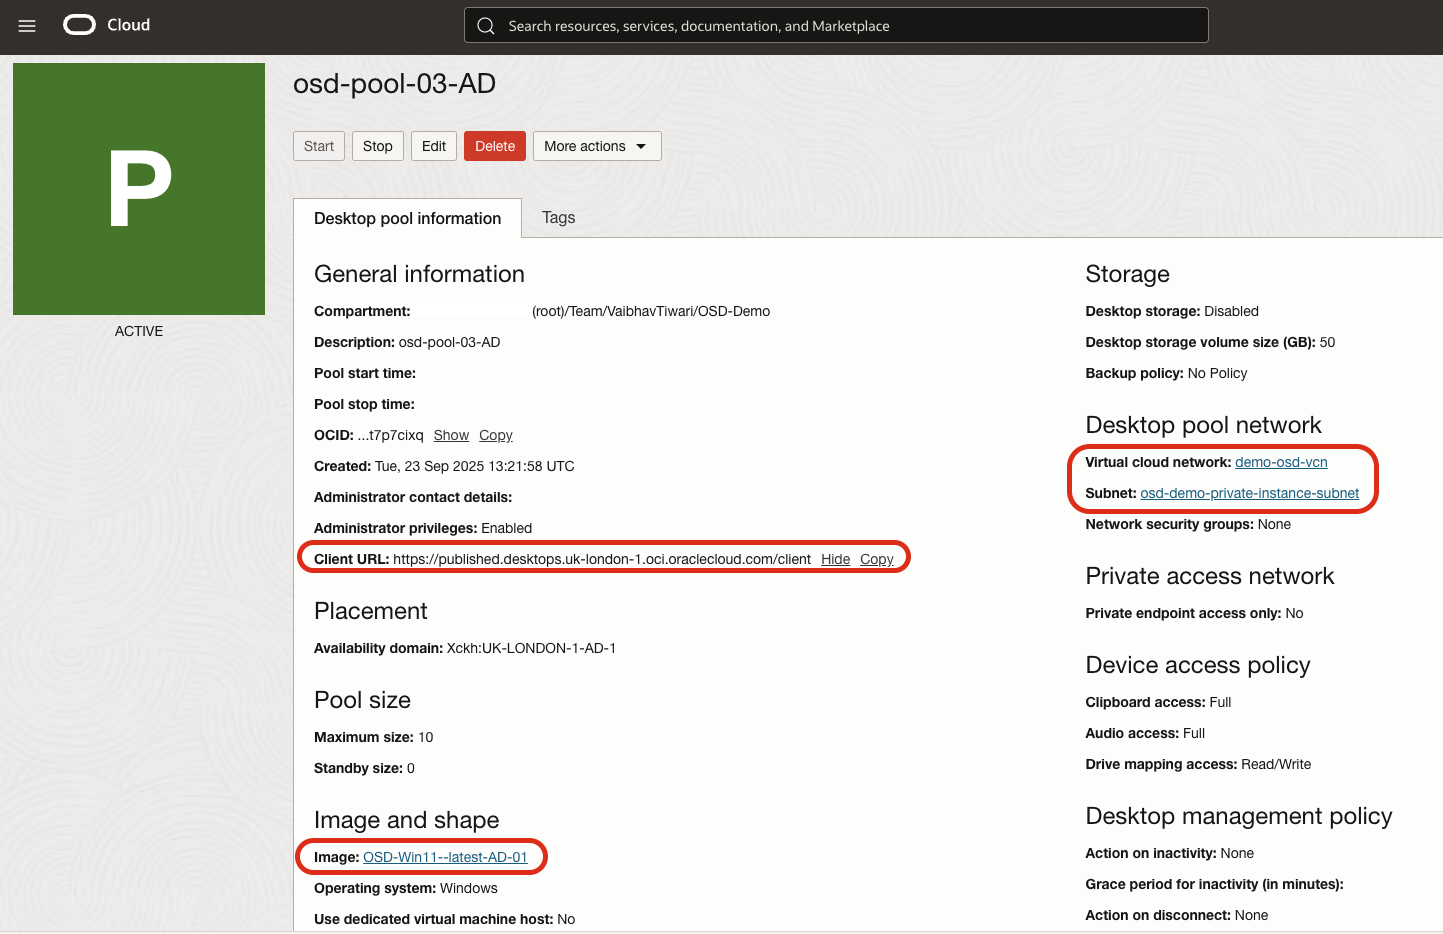 Cloud
Search resources, services, documentation, and Marketplace
P
ACTIVE
osd-pool-03-AD
Start Stop Edit Delete More actions
Desktop pool information Tags
General information
Compartment: (root)/Team/VaibhavTiwari/OSD-Demo
Description: osd-pool-03-AD
Pool start time:
Pool stop time:
OCID: ...t7p7cixq Show Copy
Created: Tue, 23 Sep 2025 13:21:58 UTC
Administrator contact details:
Administrator privileges: Enabled
Client URL: https://published.desktops.uk-london-1.oci.oraclecloud.com/client Hide Copy
Placement
Availability domain: Xckh:UK-LONDON-1-AD-1
Pool size
Maximum size: 10
Standby size: 0
Image and shape
Image: OSD-Win11--latest-AD-01
Operating system: Windows
Use dedicated virtual machine host: No
Storage
Desktop storage: Disabled
Desktop storage volume size (GB): 50
Backup policy: No Policy
Desktop pool network
Virtual cloud network: demo-osd-vcn
Subnet: osd-demo-private-instance-subnet
Network security groups: None
Private access network
Private endpoint access only: No
Device access policy
Clipboard access: Full
Audio access: Full
Drive mapping access: Read/Write
Desktop management policy
Action on inactivity: None
Grace period for inactivity (in minutes):
Action on disconnect: None